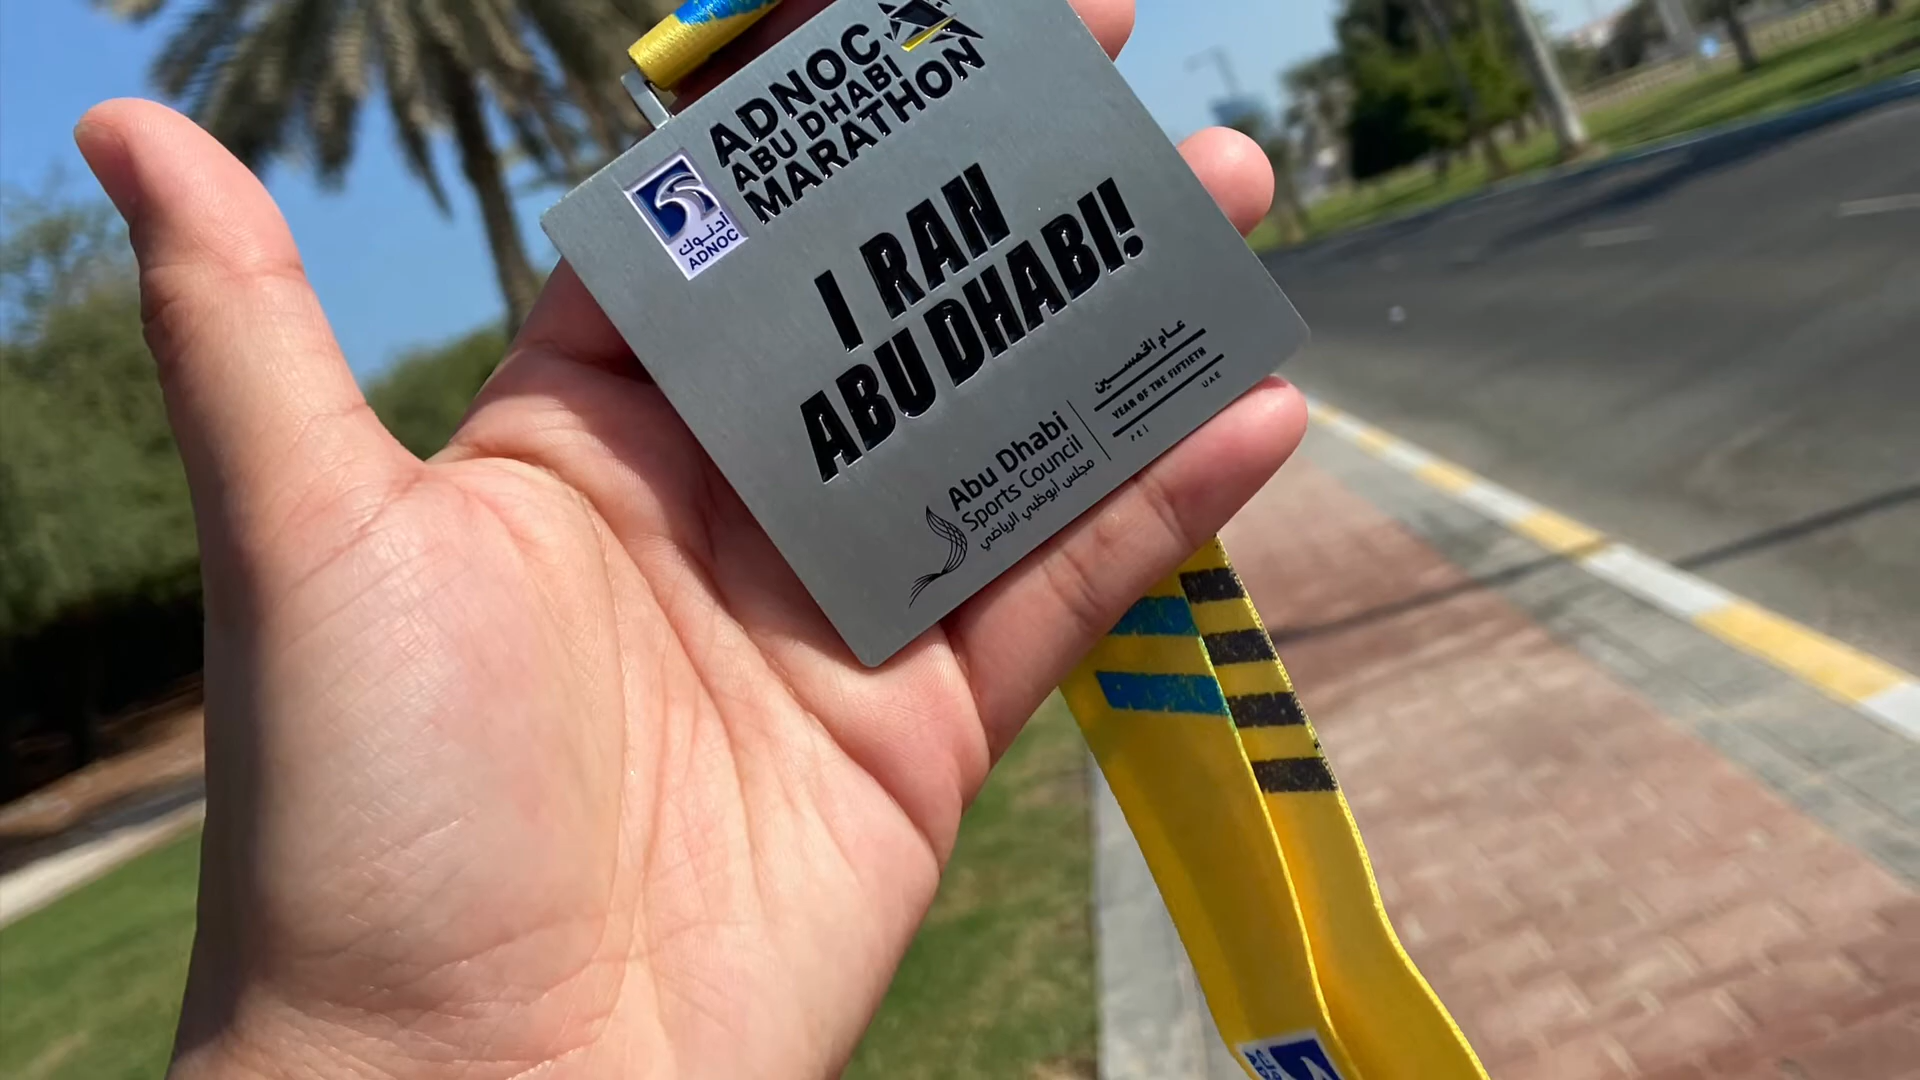 ADNOC
ABU DHABI
MARATHON
أدنوك
ADNOC
I RAN
ABU DHABI!
Abu Dhabi
Sports Council
مجلس أبوظبي الرياضي
عام الخمسين
YEAR OF THE FIFTIETH
UAE